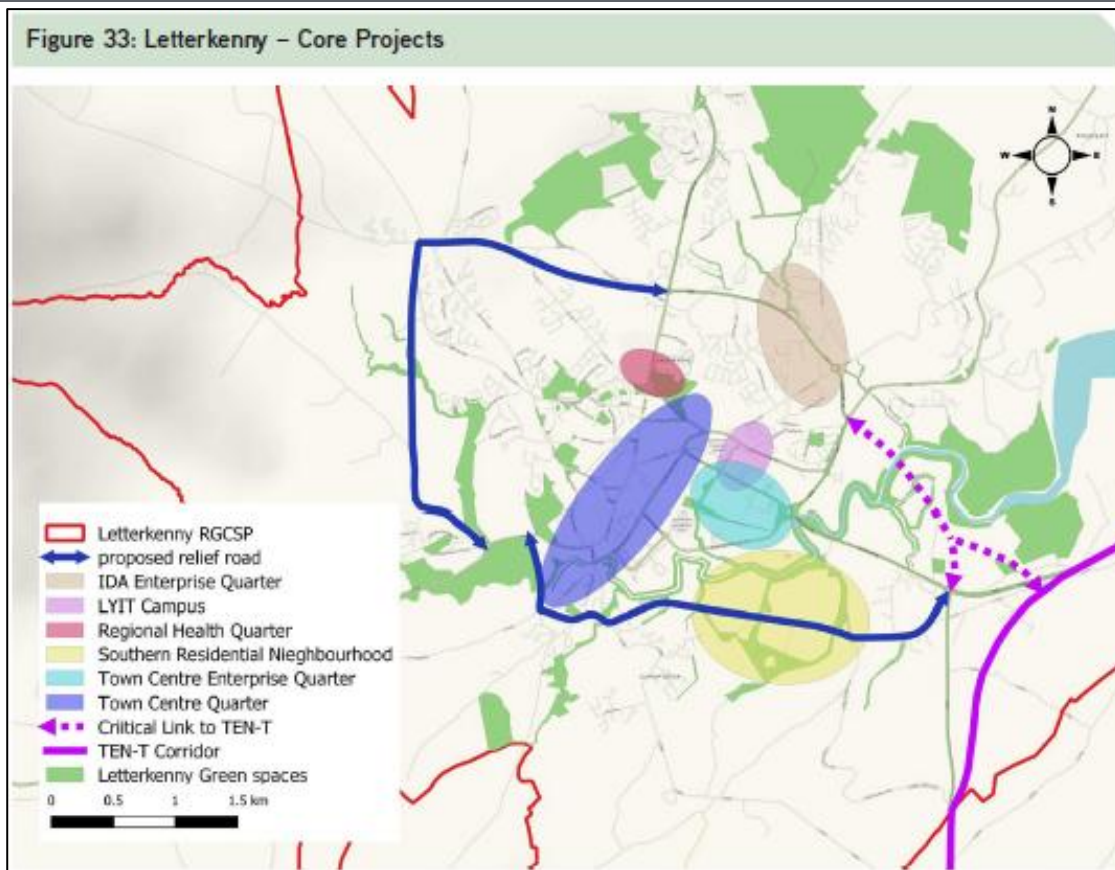 Figure 33: Letterkenny – Core Projects
N
W E
S
Letterkenny RGCSP
proposed relief road
IDA Enterprise Quarter
LYIT Campus
Regional Health Quarter
Southern Residential Nieghbourhood
Town Centre Enterprise Quarter
Town Centre Quarter
Criitical Link to TEN-T
TEN-T Corridor
Letterkenny Green spaces
0 0.5 1 1.5 km